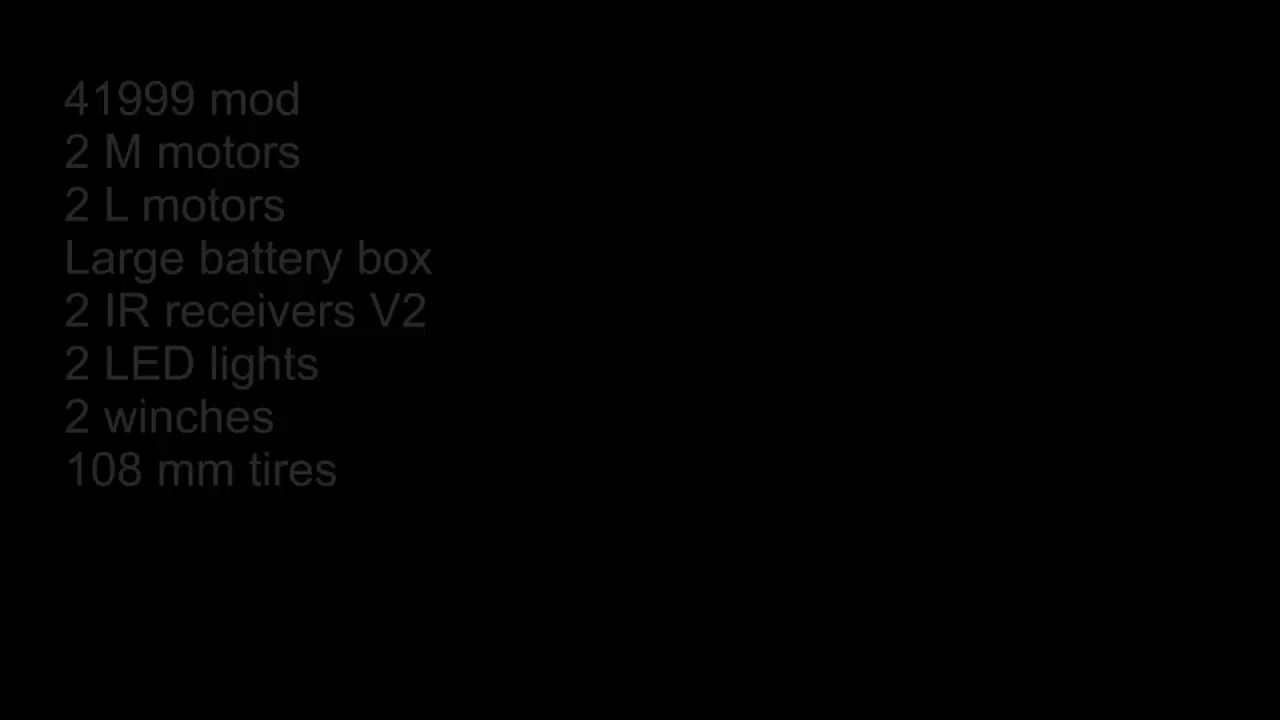 41999 mod
2 M motors
2 L motors
Large battery box
2 IR receivers V2
2 LED lights
2 winches
108 mm tires